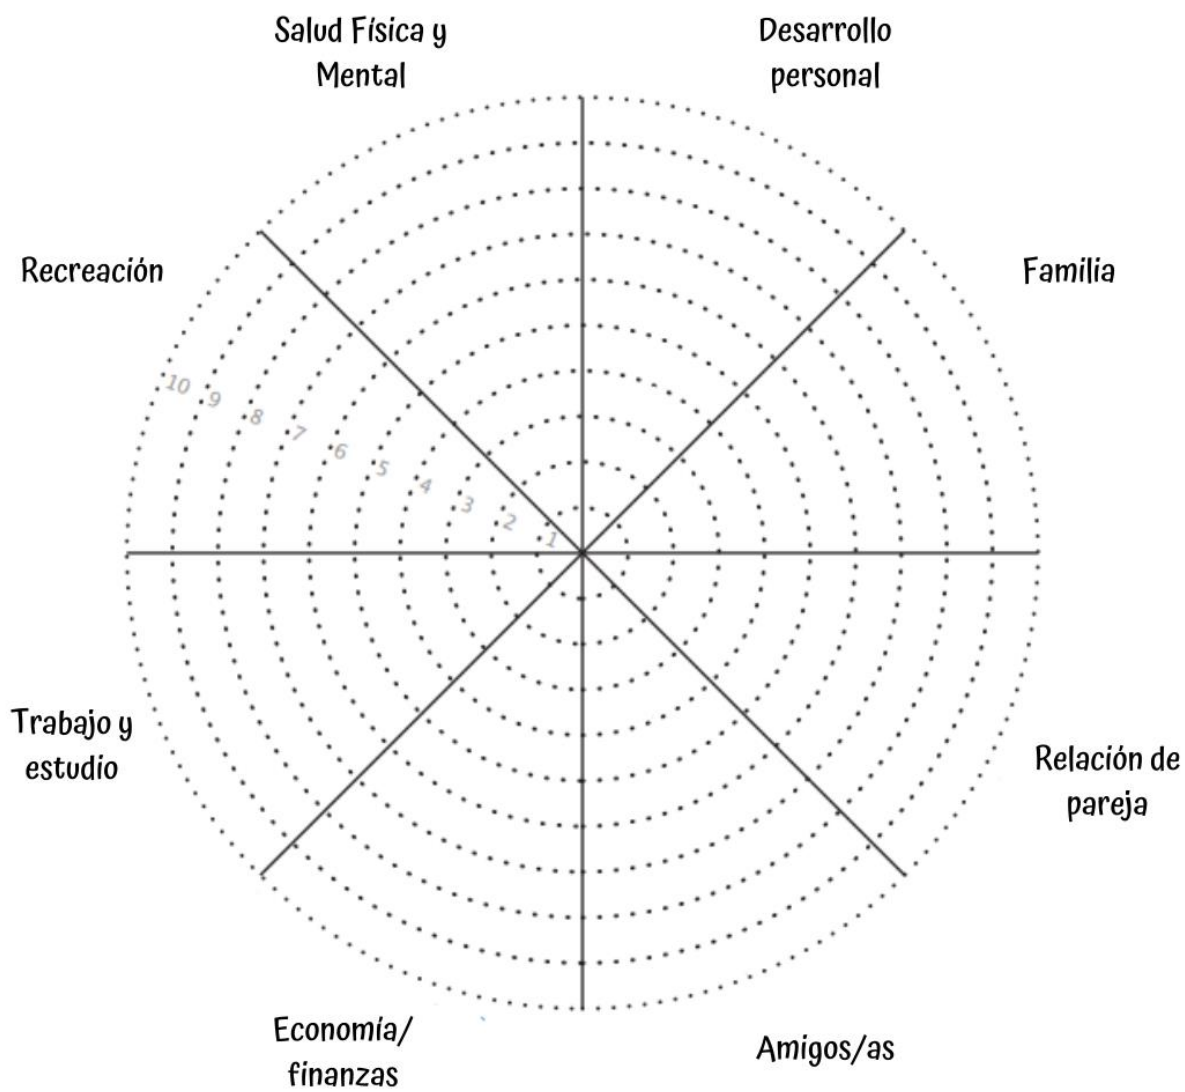 Salud Física y
Mental
Desarrollo
personal
Recreación
Familia
10
9
8
7
6
5
4
3
2
1
Trabajo y
estudio
Relación de
pareja
Economía/
finanzas
Amigos/as